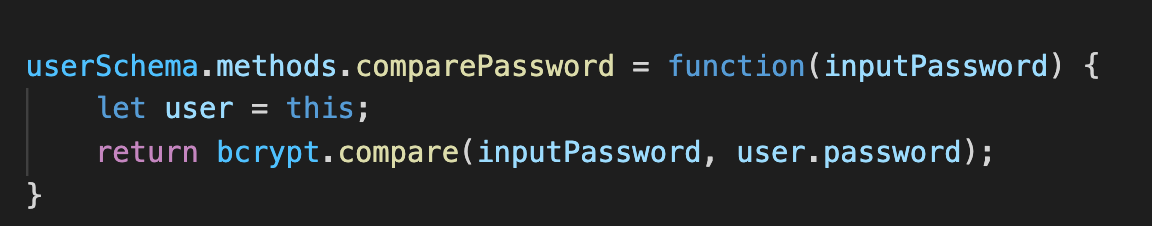 userSchema.methods.comparePassword = function(inputPassword) {
    let user = this;
    return bcrypt.compare(inputPassword, user.password);
}